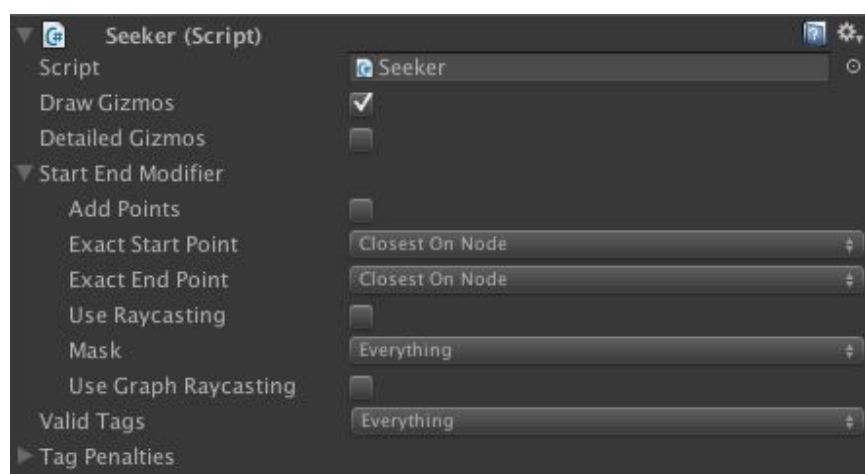 Seeker (Script)
Script Seeker
Draw Gizmos
Detailed Gizmos
Start End Modifier
Add Points
Exact Start Point Closest On Node
Exact End Point Closest On Node
Use Raycasting
Mask Everything
Use Graph Raycasting
Valid Tags Everything
Tag Penalties